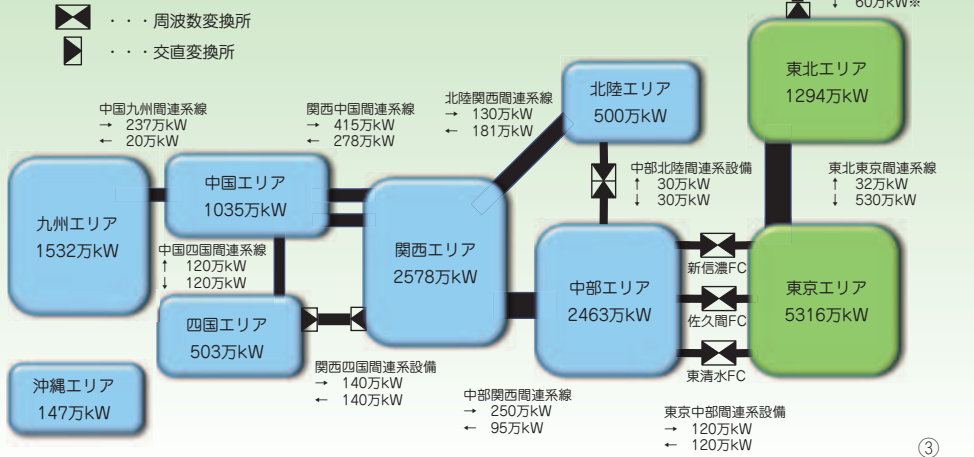 ↓ 60万kW※
・・・周波数変換所
・・・交直変換所
東北エリア
1294万kW
北陸エリア
500万kW
中国九州間連系線
→ 237万kW
← 20万kW
関西中国間連系線
→ 415万kW
← 278万kW
北陸関西間連系線
→ 130万kW
← 181万kW
中部北陸間連系設備
↑ 30万kW
↓ 30万kW
東北東京間連系線
↑ 32万kW
↓ 530万kW
九州エリア
1532万kW
中国エリア
1035万kW
関西エリア
2578万kW
中国四国間連系線
↑ 120万kW
↓ 120万kW
四国エリア
503万kW
中部エリア
2463万kW
新信濃FC
佐久間FC
東清水FC
東京エリア
5316万kW
沖縄エリア
147万kW
関西四国間連系設備
→ 140万kW
← 140万kW
中部関西間連系線
→ 250万kW
← 95万kW
東京中部間連系設備
→ 120万kW
← 120万kW
③